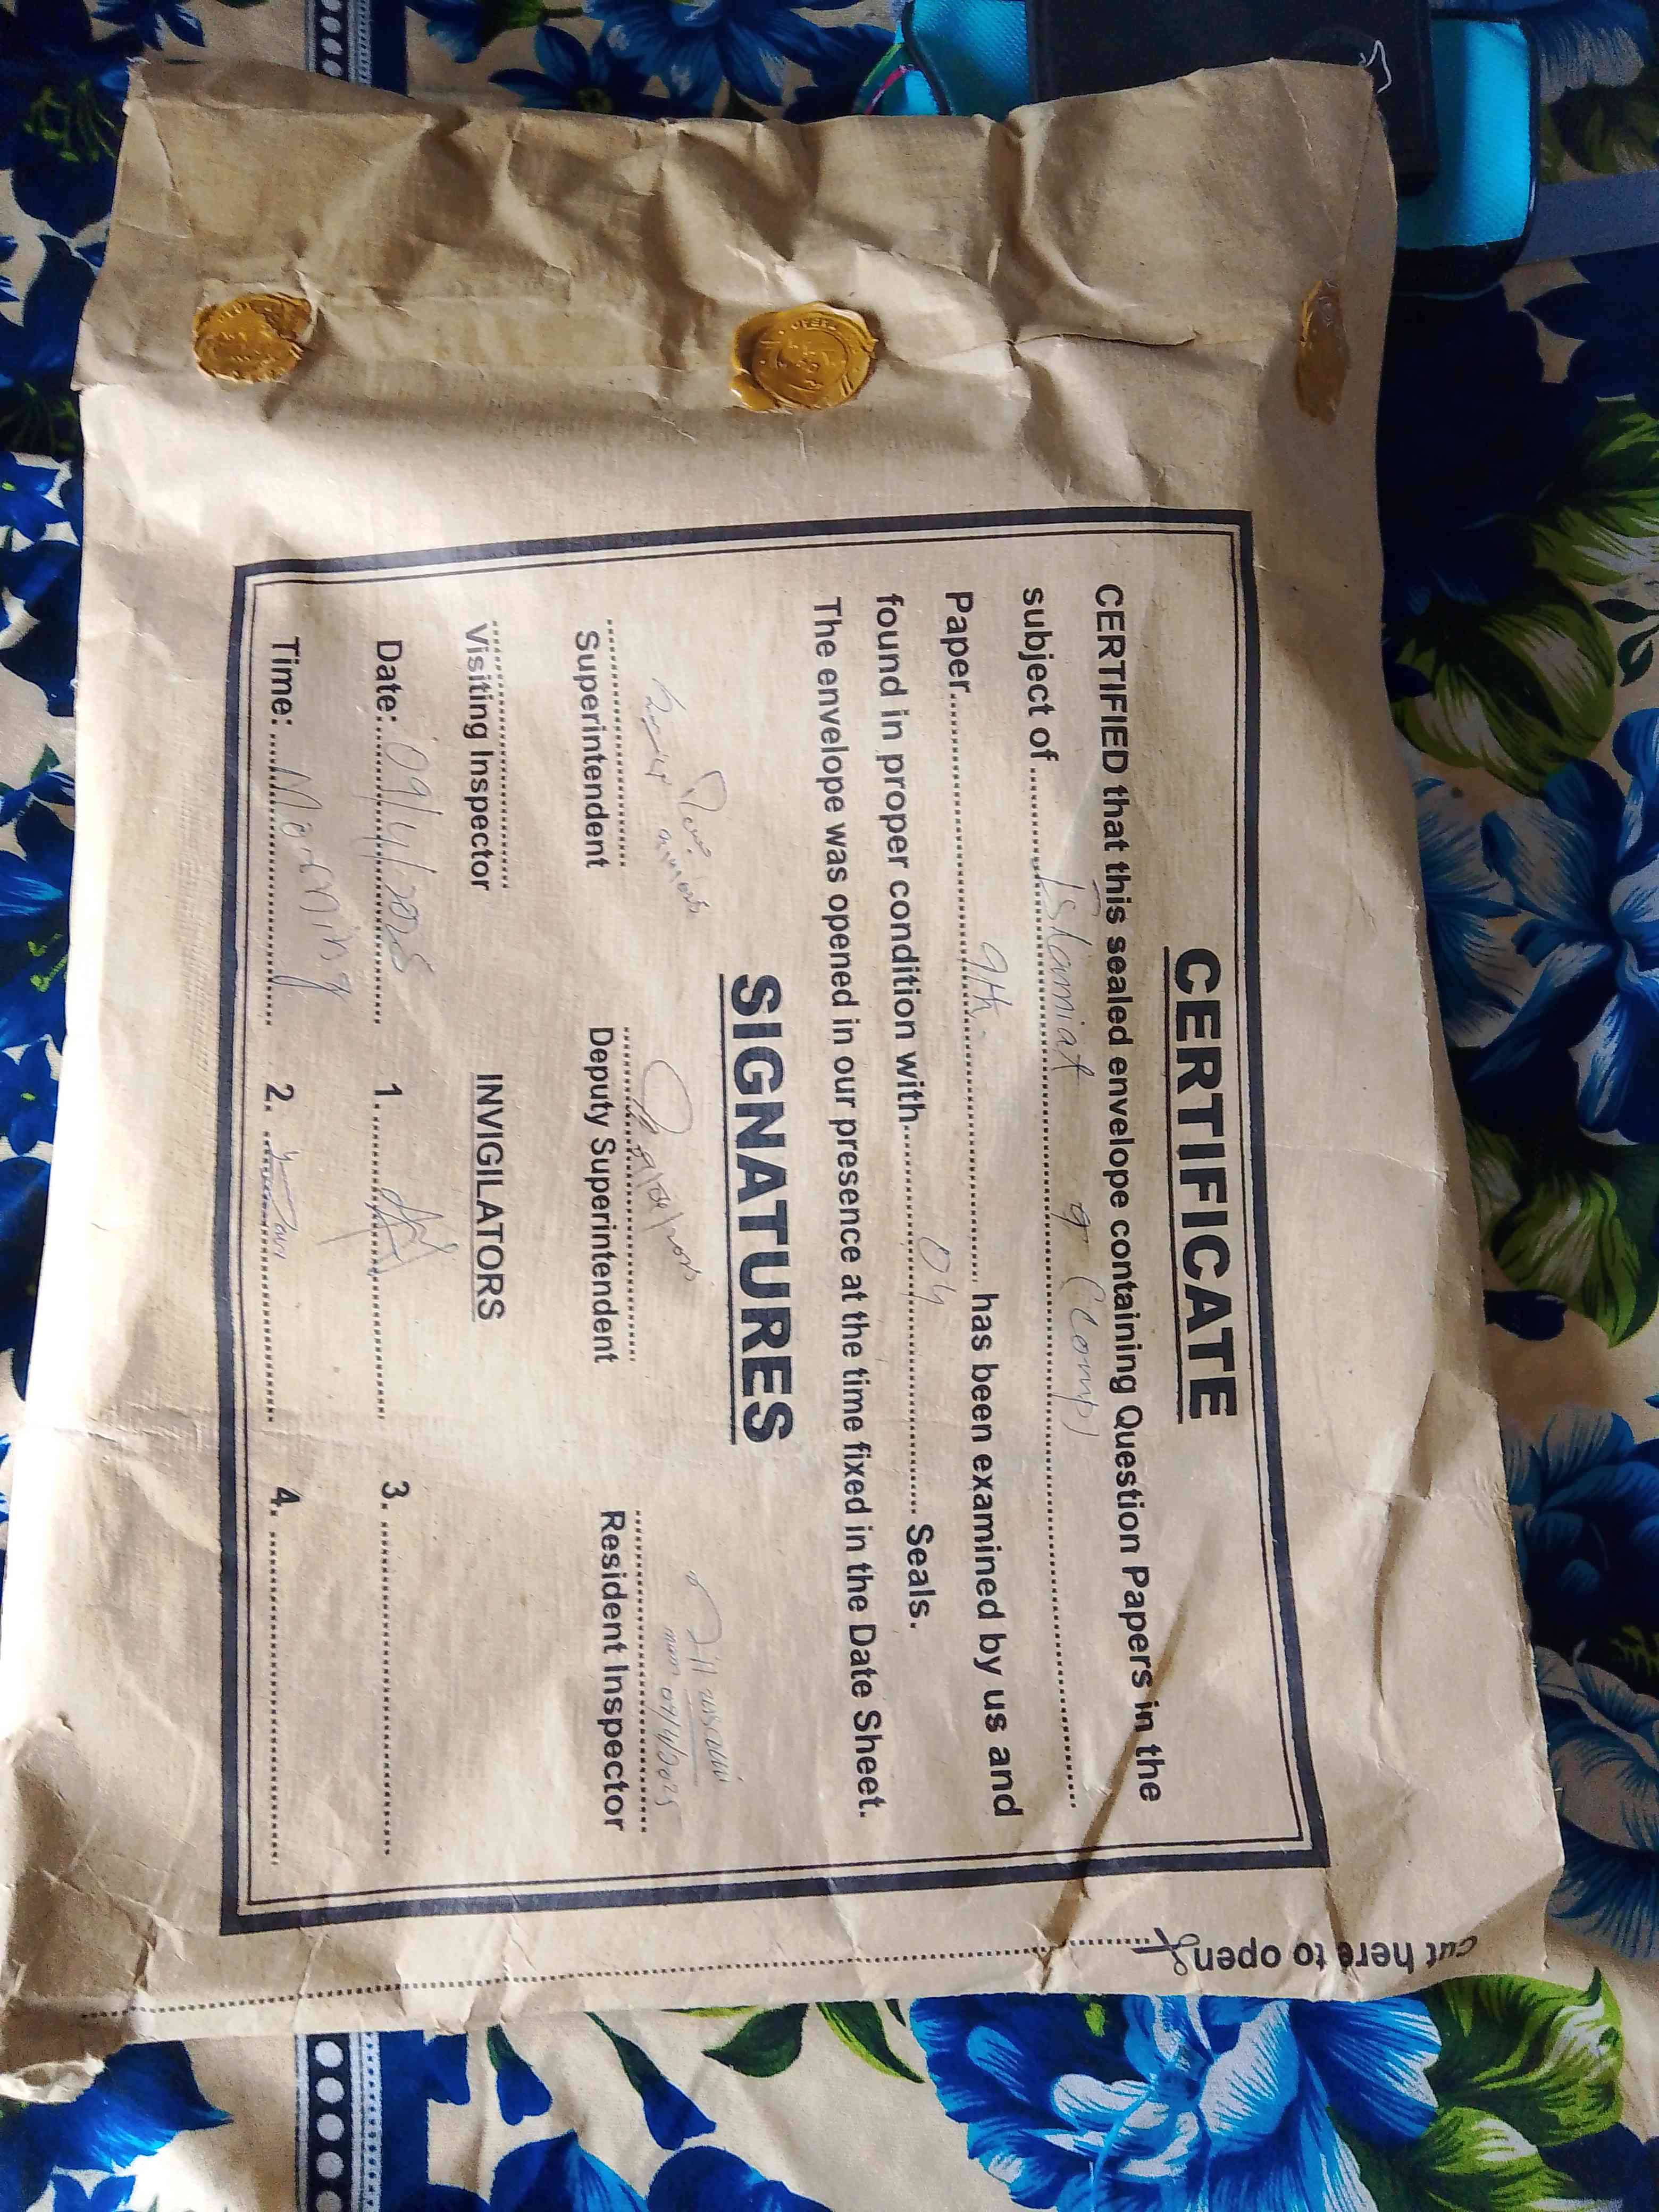 CERTIFICATE
CERTIFIED that this sealed envelope containing Question Papers in the
subject of Islamiat 9 (Comp)
Paper 9th has been examined by us and
found in proper condition with 04 Seals.
The envelope was opened in our presence at the time fixed in the Date Sheet.
SIGNATURES
09/4/2025
Superintendent Deputy Superintendent Resident Inspector
Visiting Inspector INVIGILATORS
Date: 09/4/2025 1. 3.
Time: Morning 2. 4.
cut here to open